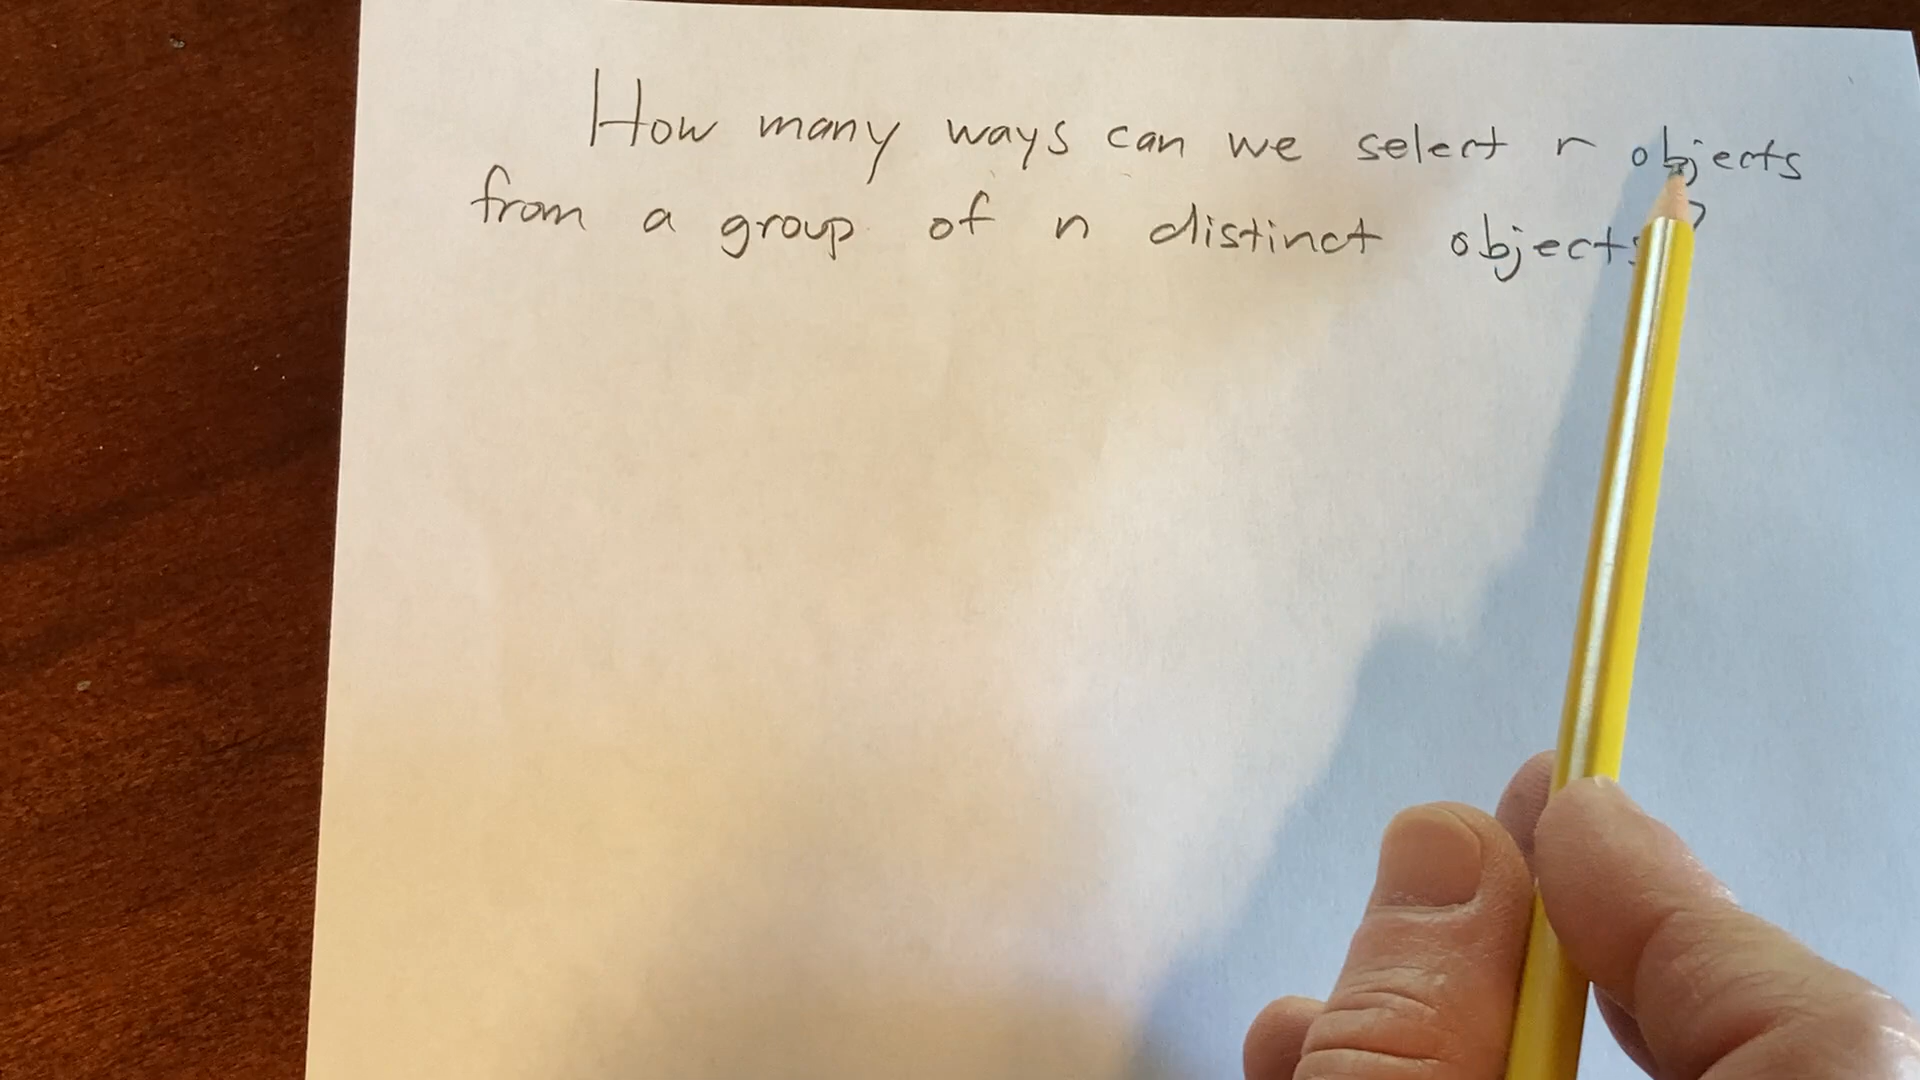 How many ways can we select r objects
from a group of n distinct objects?